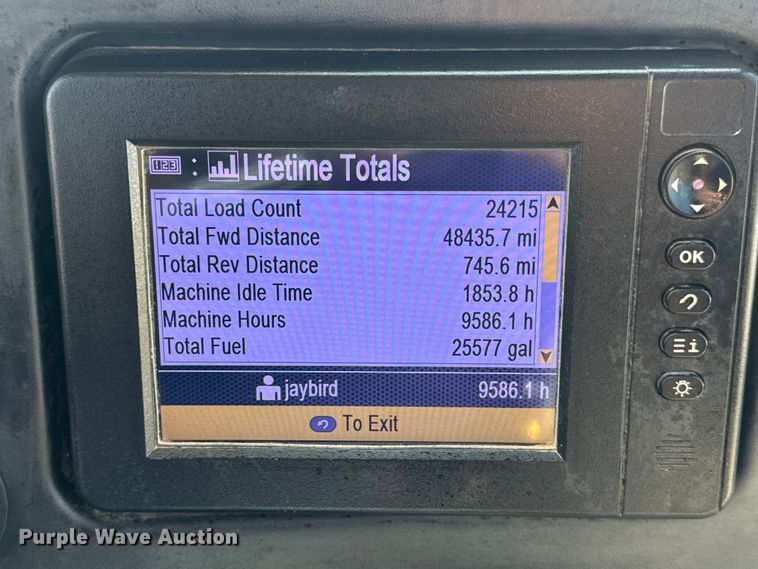 123 : Lifetime Totals
Total Load Count 24215
Total Fwd Distance 48435.7 mi
Total Rev Distance 745.6 mi
Machine Idle Time 1853.8 h
Machine Hours 9586.1 h
Total Fuel 25577 gal
jaybird 9586.1 h
To Exit
OK
i
Purple Wave Auction